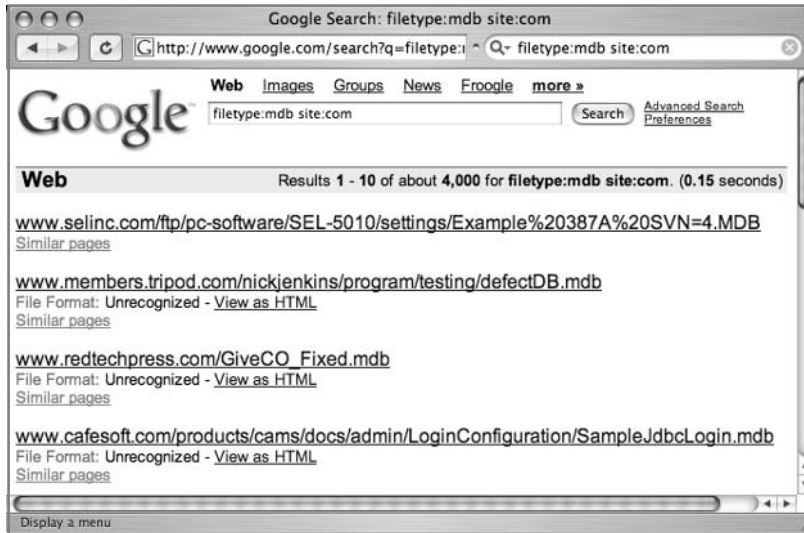 Google Search: filetype:mdb site:com
G http://www.google.com/search?q=filetype: filetype:mdb site:com
Web Images Groups News Froogle more »
Google™
filetype:mdb site:com Search Advanced Search
Preferences
Web Results 1 - 10 of about 4,000 for filetype:mdb site:com. (0.15 seconds)
www.selinc.com/ftp/pc-software/SEL-5010/settings/Example%20387A%20SVN=4.MDB
Similar pages
www.members.tripod.com/nickjenkins/program/testing/defectDB.mdb
File Format: Unrecognized - View as HTML
Similar pages
www.redtechpress.com/GiveCO_Fixed.mdb
File Format: Unrecognized - View as HTML
Similar pages
www.cafesoft.com/products/cams/docs/admin/LoginConfiguration/SampleJdbcLogin.mdb
File Format: Unrecognized - View as HTML
Similar pages
Display a menu